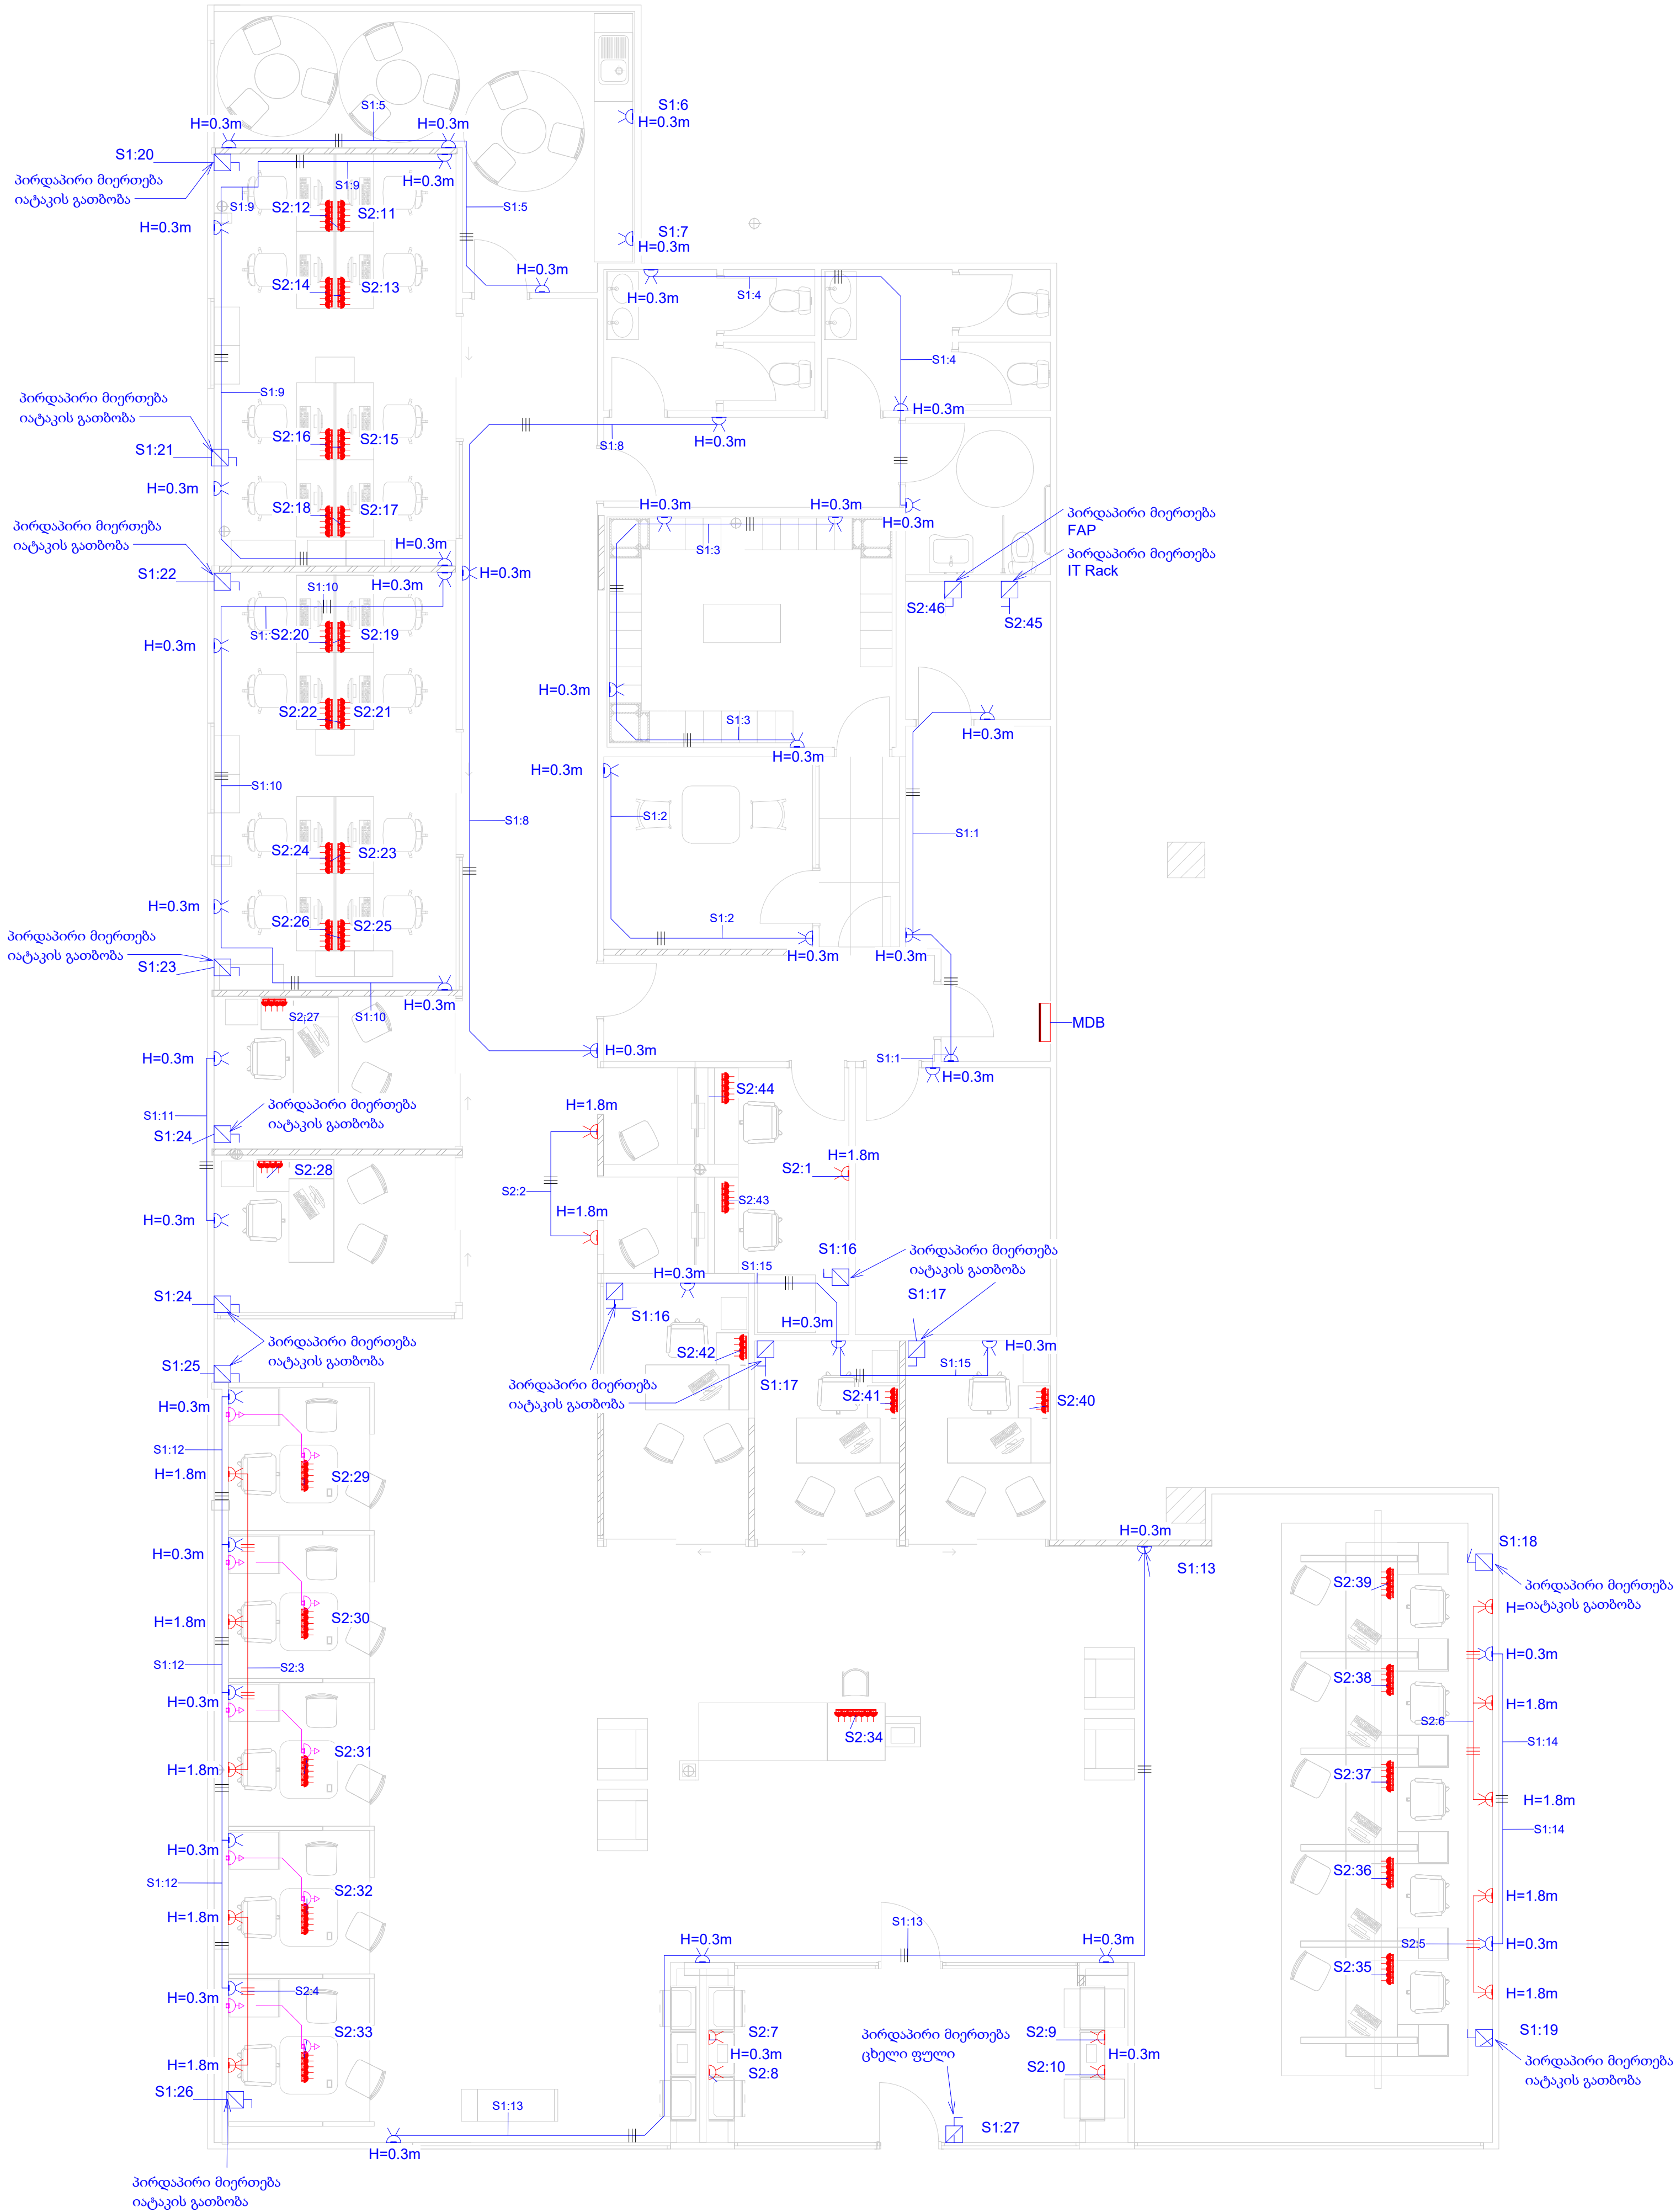 S1:5
S1:6
H=0.3m
H=0.3m
H=0.3m
S1:20
პირდაპირი მიერთება
იატაკის გათბობა
S1:9
H=0.3m
S1:9
S2:12
S2:11
S1:5
H=0.3m
S1:7
H=0.3m
S2:14
S2:13
H=0.3m
H=0.3m
S1:4
S1:4
პირდაპირი მიერთება
იატაკის გათბობა
S1:9
H=0.3m
S1:21
S2:16
S2:15
S1:8
H=0.3m
H=0.3m
S2:18
S2:17
H=0.3m
H=0.3m
H=0.3m
პირდაპირი მიერთება
FAP
პირდაპირი მიერთება
იატაკის გათბობა
პირდაპირი მიერთება
IT Rack
H=0.3m
S1:3
S1:22
S1:10
H=0.3m
H=0.3m
S2:46
S2:45
S1:
S2:20
S2:19
H=0.3m
H=0.3m
S2:22
S2:21
S1:3
H=0.3m
H=0.3m
H=0.3m
S1:10
S1:2
S1:8
S1:1
S2:24
S2:23
H=0.3m
S2:26
S2:25
S1:2
პირდაპირი მიერთება
იატაკის გათბობა
H=0.3m
H=0.3m
S1:23
H=0.3m
S2:27
S1:10
MDB
H=0.3m
H=0.3m
S1:1
H=0.3m
S2:44
პირდაპირი მიერთება
იატაკის გათბობა
H=1.8m
S1:11
S1:24
H=1.8m
S2:1
S2:28
S2:2
S2:43
H=1.8m
H=0.3m
S1:16
პირდაპირი მიერთება
იატაკის გათბობა
S1:15
H=0.3m
S1:24
S1:17
S1:16
H=0.3m
პირდაპირი მიერთება
იატაკის გათბობა
S1:25
H=0.3m
S2:42
S1:15
პირდაპირი მიერთება
იატაკის გათბობა
S1:17
S2:41
S2:40
H=0.3m
S1:12
H=1.8m
S2:29
H=0.3m
S1:13
S1:18
H=0.3m
S2:39
პირდაპირი მიერთება
იატაკის გათბობა
H=
H=1.8m
S2:30
H=0.3m
S1:12
S2:3
S2:38
H=0.3m
H=1.8m
S2:6
S2:34
S1:14
S2:31
H=1.8m
S2:37
H=1.8m
S1:14
H=0.3m
S2:36
S1:12
S2:32
H=1.8m
H=1.8m
S1:13
H=0.3m
H=0.3m
S2:5
H=0.3m
S2:35
S2:4
H=0.3m
H=1.8m
S2:33
S2:7
H=0.3m
S2:8
პირდაპირი მიერთება
ცხელი ფული
S2:9
H=0.3m
S2:10
S1:19
H=1.8m
პირდაპირი მიერთება
იატაკის გათბობა
S1:26
S1:13
S1:27
H=0.3m
პირდაპირი მიერთება
იატაკის გათბობა